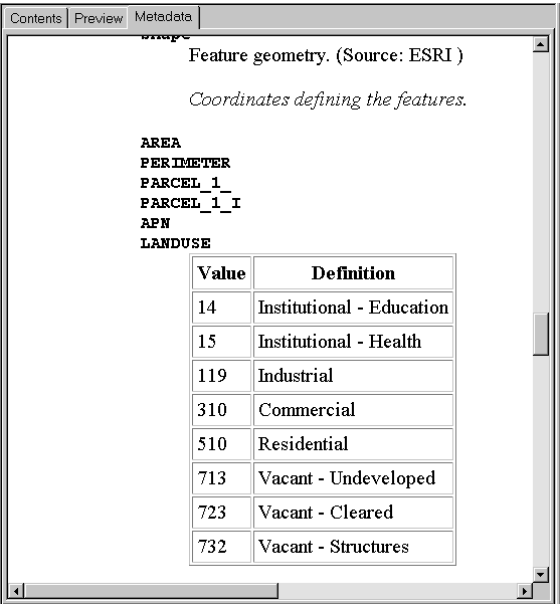 Contents Preview Metadata
Shape
Feature geometry. (Source: ESRI )
Coordinates defining the features.
AREA
PERIMETER
PARCEL_1_
PARCEL_1_I
APN
LANDUSE
Value Definition
14 Institutional - Education
15 Institutional - Health
119 Industrial
310 Commercial
510 Residential
713 Vacant - Undeveloped
723 Vacant - Cleared
732 Vacant - Structures